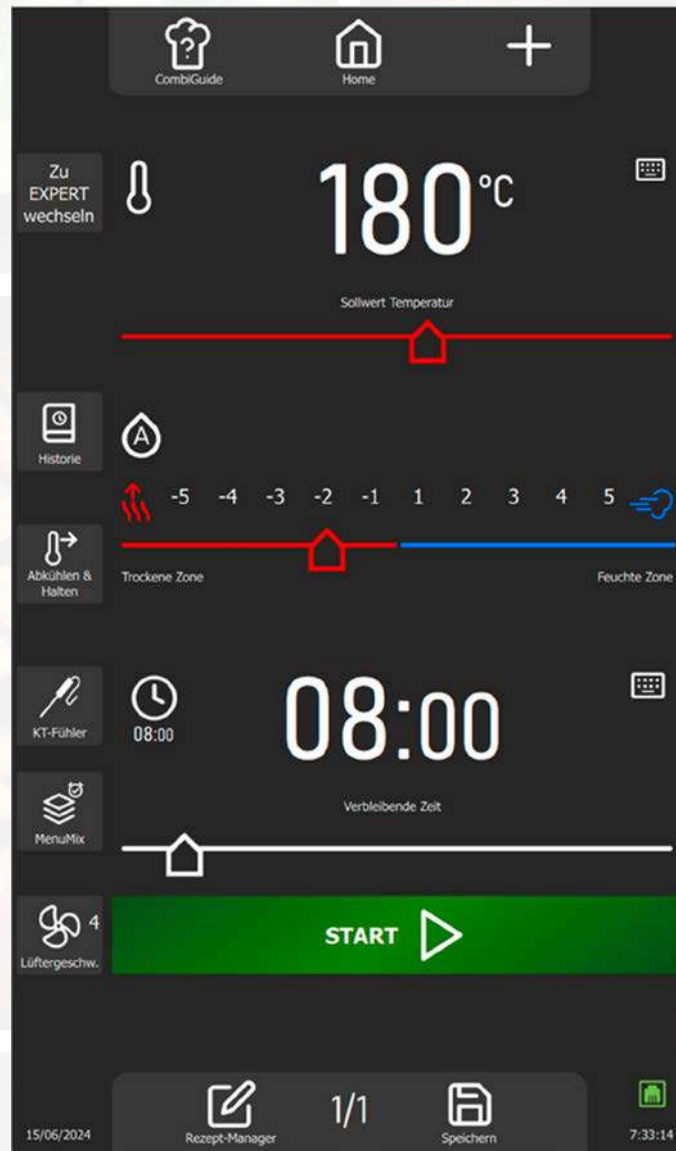 ?
CombiGuide
Home
Zu
EXPERT
wechseln
180°C
Sollwert Temperatur
Historie
A
-5 -4 -3 -2 -1 1 2 3 4 5
Abkühlen &
Halten
Trockene Zone
Feuchte Zone
KT-Fühler
08:00
08:00
MenuMix
Verbleibende Zeit
4
Lüftergeschw.
START
1/1
15/06/2024
Rezept-Manager
Speichern
7:33:14